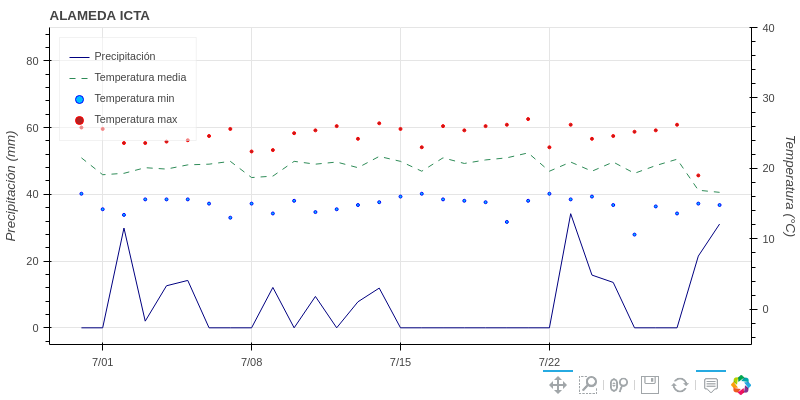 ALAMEDA ICTA
Precipitación
Temperatura media
Temperatura min
Temperatura max
Precipitación (mm)
80
60
40
20
0
Temperatura (°C)
40
30
20
10
0
7/01
7/08
7/15
7/22